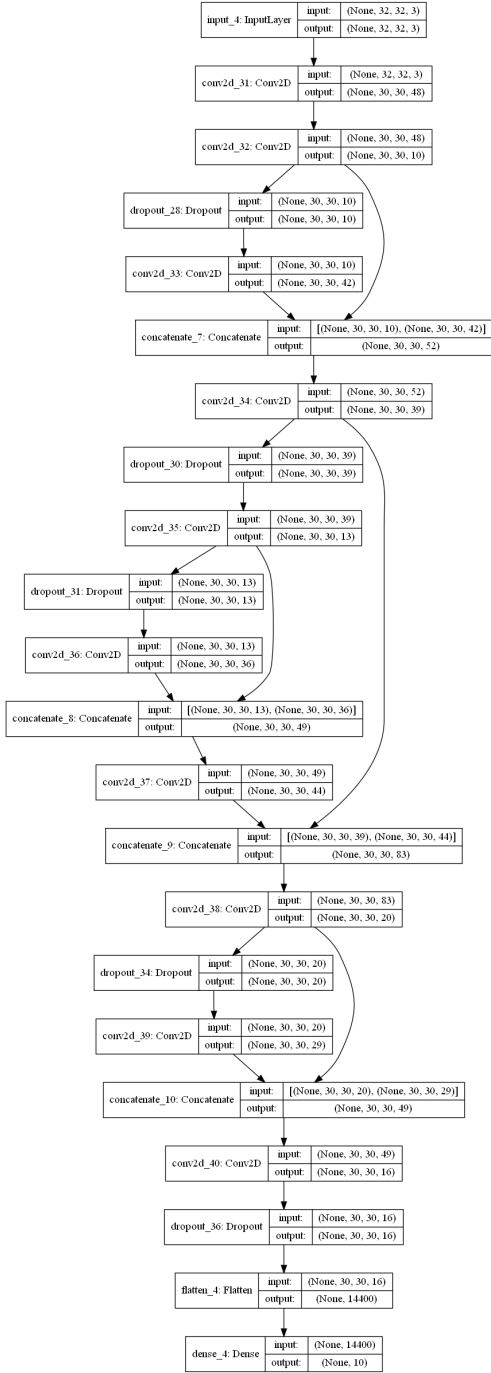 input_4: InputLayer input: (None, 32, 32, 3)
output: (None, 32, 32, 3)
conv2d_31: Conv2D input: (None, 32, 32, 3)
output: (None, 30, 30, 48)
conv2d_32: Conv2D input: (None, 30, 30, 48)
output: (None, 30, 30, 10)
dropout_28: Dropout input: (None, 30, 30, 10)
output: (None, 30, 30, 10)
conv2d_33: Conv2D input: (None, 30, 30, 10)
output: (None, 30, 30, 42)
concatenate_7: Concatenate input: [(None, 30, 30, 10), (None, 30, 30, 42)]
output: (None, 30, 30, 52)
conv2d_34: Conv2D input: (None, 30, 30, 52)
output: (None, 30, 30, 39)
dropout_30: Dropout input: (None, 30, 30, 39)
output: (None, 30, 30, 39)
conv2d_35: Conv2D input: (None, 30, 30, 39)
output: (None, 30, 30, 13)
dropout_31: Dropout input: (None, 30, 30, 13)
output: (None, 30, 30, 13)
conv2d_36: Conv2D input: (None, 30, 30, 13)
output: (None, 30, 30, 36)
concatenate_8: Concatenate input: [(None, 30, 30, 13), (None, 30, 30, 36)]
output: (None, 30, 30, 49)
conv2d_37: Conv2D input: (None, 30, 30, 49)
output: (None, 30, 30, 44)
concatenate_9: Concatenate input: [(None, 30, 30, 39), (None, 30, 30, 44)]
output: (None, 30, 30, 83)
conv2d_38: Conv2D input: (None, 30, 30, 83)
output: (None, 30, 30, 20)
dropout_34: Dropout input: (None, 30, 30, 20)
output: (None, 30, 30, 20)
conv2d_39: Conv2D input: (None, 30, 30, 20)
output: (None, 30, 30, 29)
concatenate_10: Concatenate input: [(None, 30, 30, 20), (None, 30, 30, 29)]
output: (None, 30, 30, 49)
conv2d_40: Conv2D input: (None, 30, 30, 49)
output: (None, 30, 30, 16)
dropout_36: Dropout input: (None, 30, 30, 16)
output: (None, 30, 30, 16)
flatten_4: Flatten input: (None, 30, 30, 16)
output: (None, 14400)
dense_4: Dense input: (None, 14400)
output: (None, 10)